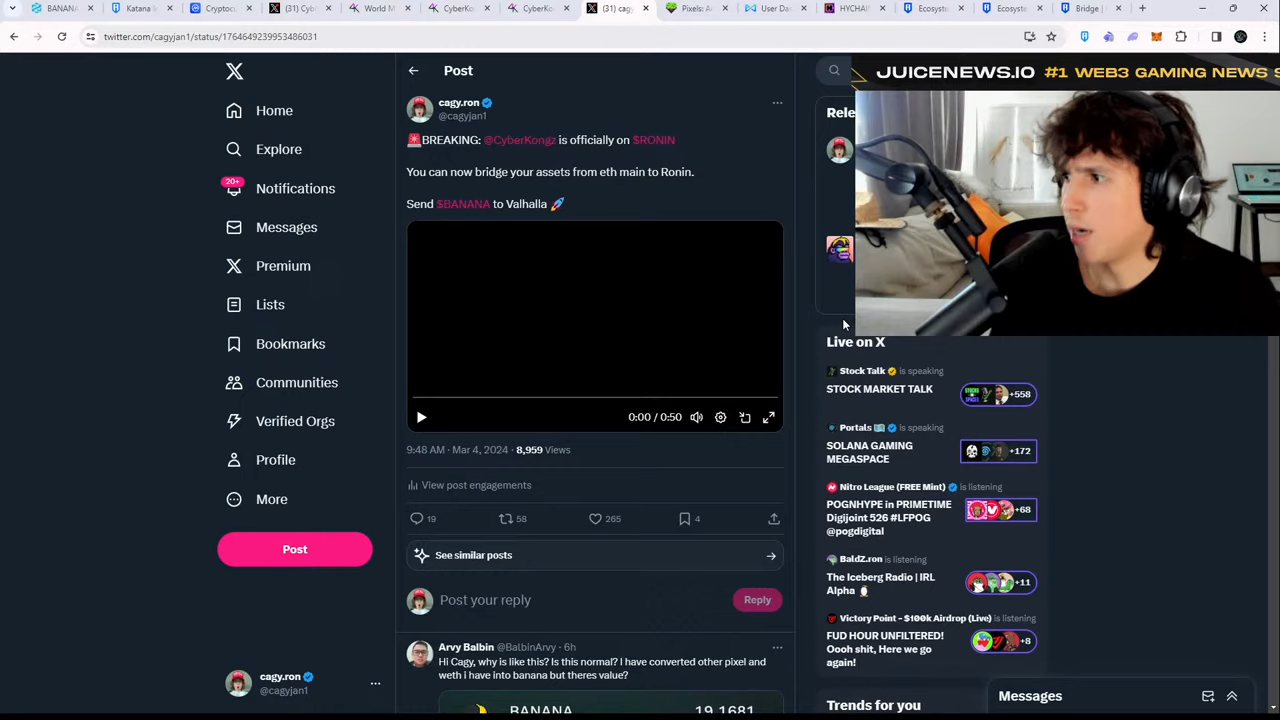 BANANA
Katana I
Cryptocu
(31) Cyb
World M
CyberKo
CyberKo
(31) cagy
Pixels: Ar
User Das
HYCHAI
Ecosyste
Ecosyste
Bridge |
twitter.com/cagyjan1/status/1764649239953486031
JUICENEWS.IO #1 WEB3 GAMING NEWS S
Home
Explore
20+
Notifications
Messages
Premium
Lists
Bookmarks
Communities
Verified Orgs
Profile
More
Post
cagy.ron
@cagyjan1
Post
cagy.ron
@cagyjan1
🚨BREAKING: @CyberKongz is officially on $RONIN
You can now bridge your assets from eth main to Ronin.
Send $BANANA to Valhalla 🚀
0:00 / 0:50
9:48 AM · Mar 4, 2024 · 8,959 Views
View post engagements
19
58
265
4
See similar posts
Post your reply
Reply
Arvy Balbin @BalbinArvy · 6h
Hi Cagy, why is like this? Is this normal? I have converted other pixel and
weth i have into banana but theres value?
BANANA
19.1681
Rele
Live on X
Stock Talk is speaking
STOCK MARKET TALK
+558
Portals is speaking
SOLANA GAMING
MEGASPACE
+172
Nitro League (FREE Mint) is listening
POGNHYPE in PRIMETIME
Digijoint 526 #LFPOG
@pogdigital
+68
BaldZ.ron is listening
The Iceberg Radio | IRL
Alpha
+11
Victory Point - $100k Airdrop (Live) is listening
FUD HOUR UNFILTERED!
Oooh shit, Here we go
again!
+8
Trends for you
Messages